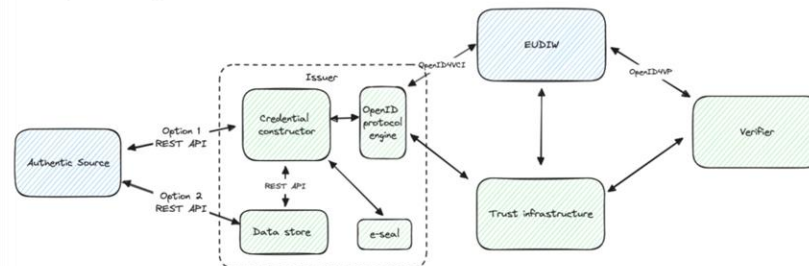 EUDIW
OpenID4VCI
OpenID4VP
Issuer
Credential
constructor
OpenID
protocol
engine
Option 1
REST API
Verifier
Authentic Source
REST API
Option 2
REST API
Trust infrastructure
Data store
e-seal